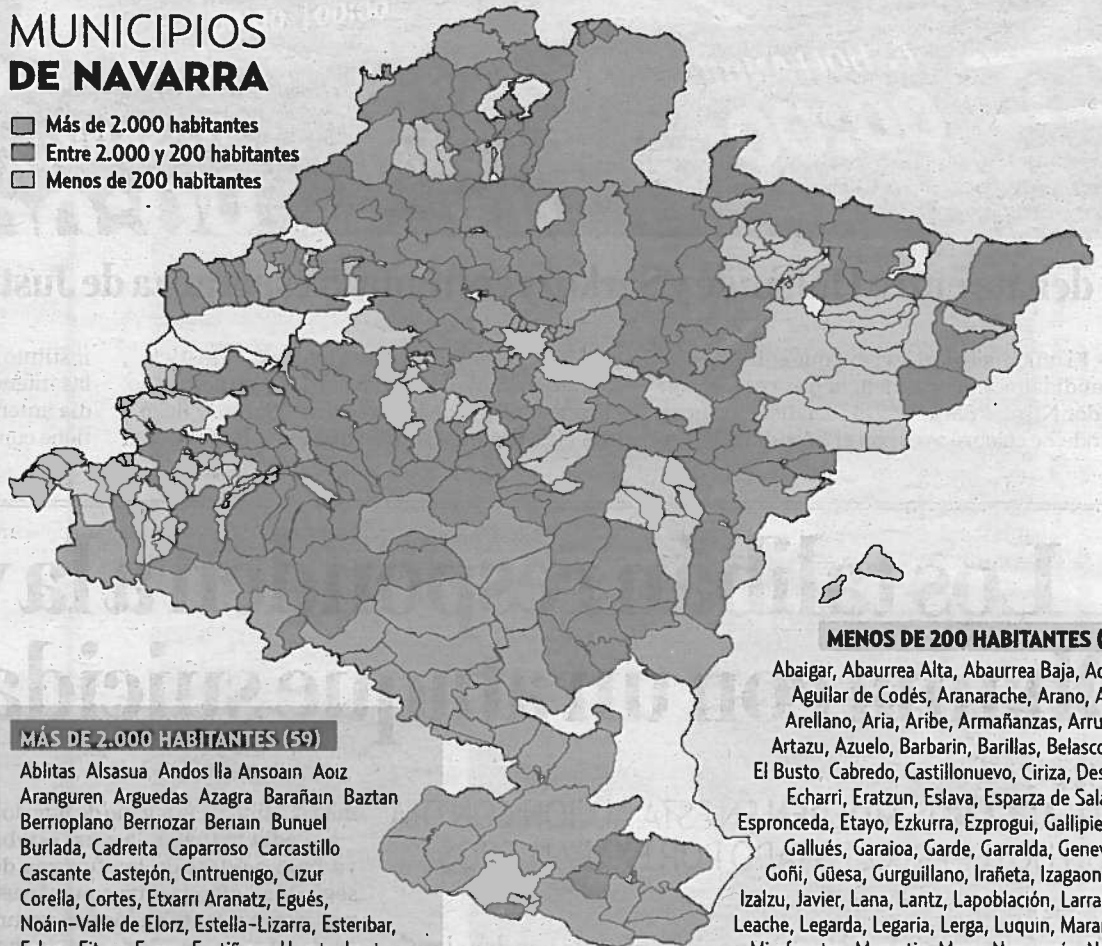 MUNICIPIOS
DE NAVARRA
Más de 2.000 habitantes
Entre 2.000 y 200 habitantes
Menos de 200 habitantes
MÁS DE 2.000 HABITANTES (59)
Ablitas Alsasua Andos lla Ansoain Aoiz
Aranguren Arguedas Azagra Barañain Baztan
Berrioplano Berriozar Beriain Bunuel
Burlada, Cadreita Caparroso Carcastillo
Cascante Castejón, Cintruenigo, Cizur
Corella, Cortes, Etxarri Aranatz, Egués,
Noáin-Valle de Elorz, Estella-Lizarra, Esteribar,
MENOS DE 200 HABITANTES (
Abaigar, Abaurrea Alta, Abaurrea Baja,
Aguilar de Codés, Aranarache, Arano,
Arellano, Aria, Aribe, Armañanzas,
Artazu, Azuelo, Barbarin, Barillas,
El Busto Cabredo, Castillonuevo, Ciriza,
Echarri, Eratzun, Eslava, Esparza de
Espronceda, Etayo, Ezkurra, Ezprogui,
Gallués, Garaioa, Garde, Garralda,
Goñi, Güesa, Gurguillano, Irañeta,
Izalzu, Javier, Lana, Lantz, Lapoblación,
Leache, Legarda, Legaria, Lerga, Luquin,